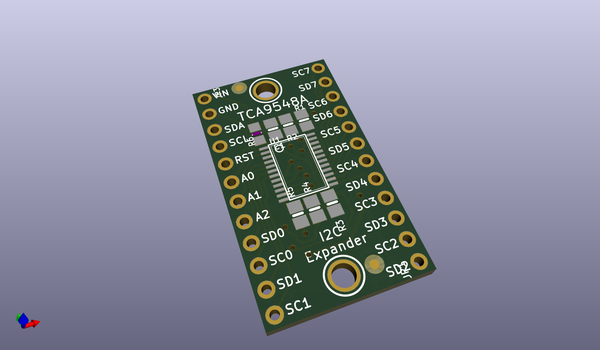 VIN
GND
SDA
SCL
RST
A0
A1
A2
SD0
SC0
SD1
SC1
TCA9548A
SC7
SD7
SC6
SD6
SC5
SD5
SC4
SD4
SC3
SD3
SC2
SD2
I2C
Expander